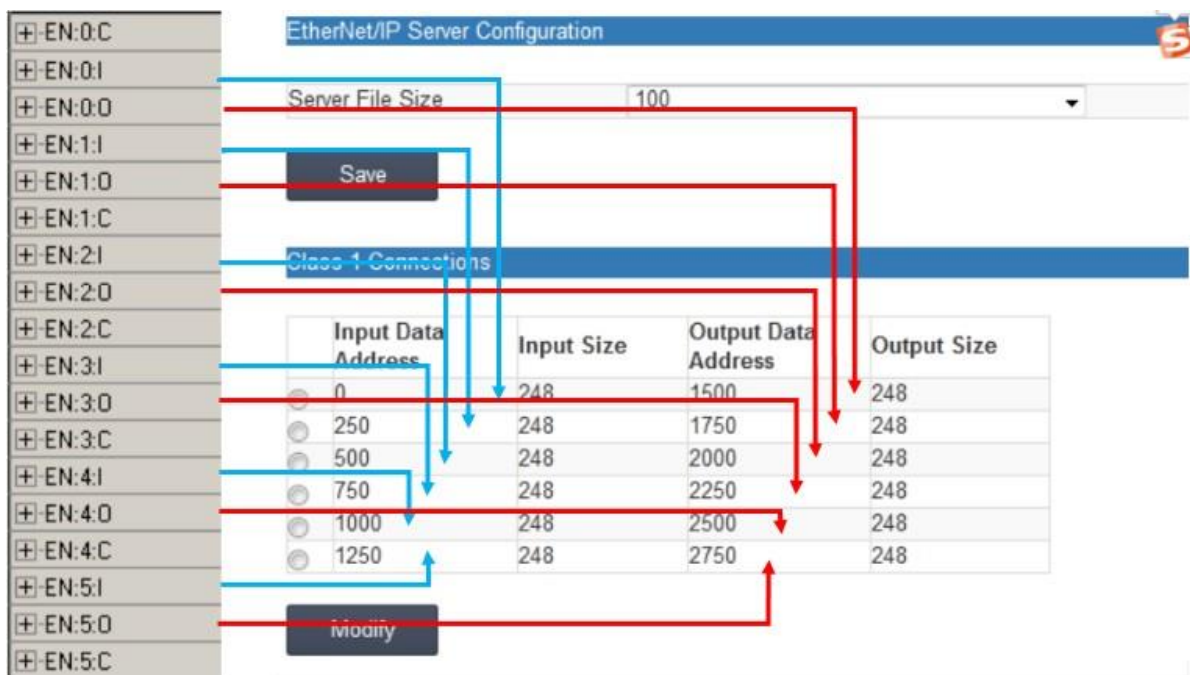 EN:0:C
EN:0:I
EN:0:O
EN:1:I
EN:1:O
EN:1:C
EN:2:I
EN:2:O
EN:2:C
EN:3:I
EN:3:O
EN:3:C
EN:4:I
EN:4:O
EN:4:C
EN:5:I
EN:5:O
EN:5:C
EtherNet/IP Server Configuration
S
Server File Size 100
Save
Class 1 Connections
Input Data Address Input Size Output Data Address Output Size
0 248 1500 248
250 248 1750 248
500 248 2000 248
750 248 2250 248
1000 248 2500 248
1250 248 2750 248
Modify